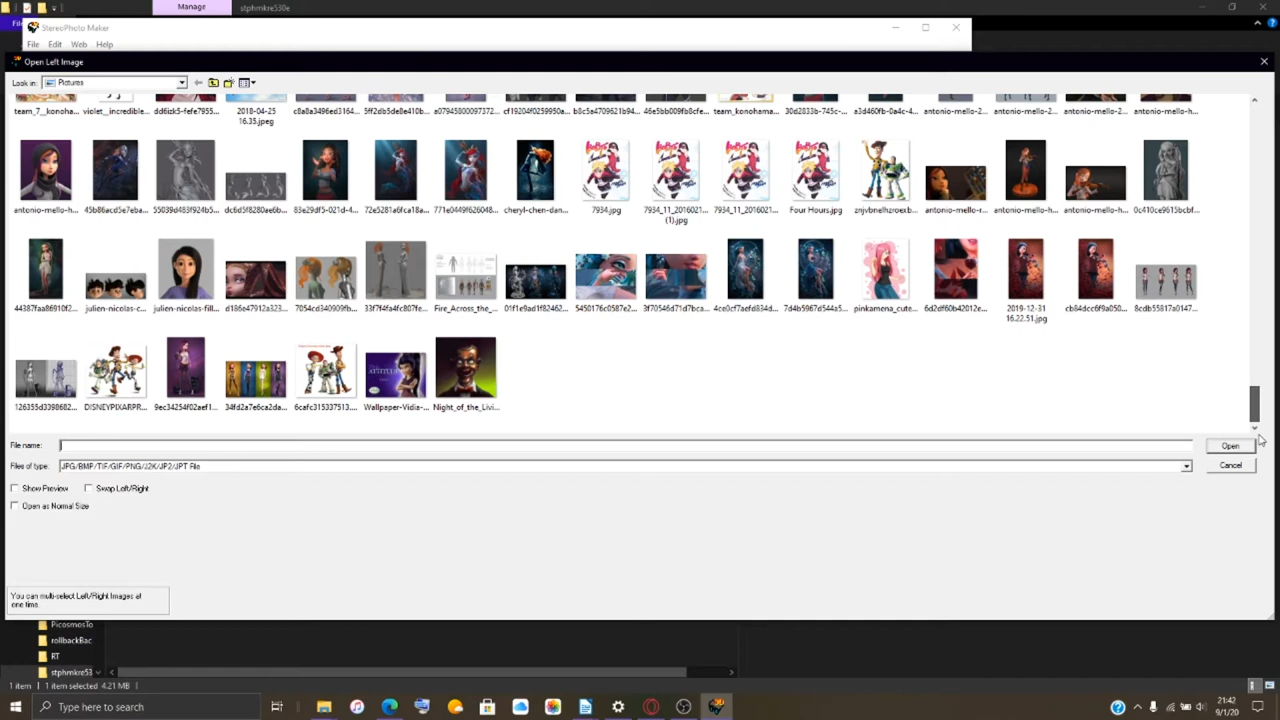 Manage
stphmkre530e
StereoPhoto Maker
File Edit Web Help
Open Left Image
Look in: Pictures
team_7__konoha... violet__incredible... dd6izk5-fefe7955... 2018-04-25 16.35.jpeg c8a8a3496ed3164... 5ff2db5de8e410b... a07945800097372... cf19204f0259950a... b8c5a4709621b94... 46e5bb009fb8cfe... team_konohama... 30d2833b-745c-... a3d460fb-0a4c-4... antonio-mello-2... antonio-mello-2... antonio-mello-h...
antonio-mello-h... 45b86acd5e7eba... 55039d483f924b5... dc6d5f8280ae6b... 83e29df5-021d-4... 72e5281a6fca18a... 771e0449f626048... cheryl-chen-dan... 7934.jpg 7934_11_2016021... 7934_11_2016021... (1).jpg Four Hours.jpg znjvbnelhzroexb... antonio-mello-r... antonio-mello-h... antonio-mello-h... 0c410ce9615bcbf...
44387faa86910f2... julien-nicolas-c... julien-nicolas-fill... d186e47912a323... 7054cd340909fb... 33f7f4fa4fc807fe... Fire_Across_the_... 01f1e9ad1f82462... 5450176c0587e2... 3f70546d71d7bca... 4ce0cf7aefd834d... 7d4b5967d544a5... pinkamena_cute... 6d2df60b42012e... 2019-12-31 16.22.51.jpg cb84dcc6f9a050... 8cdb55817a0147...
126355d3398682... DISNEYPIXARPR... 9ec34254f02aef1... 34fd2a7e6ca2da... 6cafc315337513... Wallpaper-Vidia-... Night_of_the_Livi...
File name: Open
Files of type: JPG/BMP/TIF/GIF/PNG/J2K/JP2/JPT File Cancel
Show Preview Swap Left/Right
Open as Normal Size
You can multi-select Left/Right Images at
one time.
PicosmosTo
rollbackBac
RT
stphmkre53
1 item 1 item selected 4.21 MB
Type here to search
21:42
9/1/20